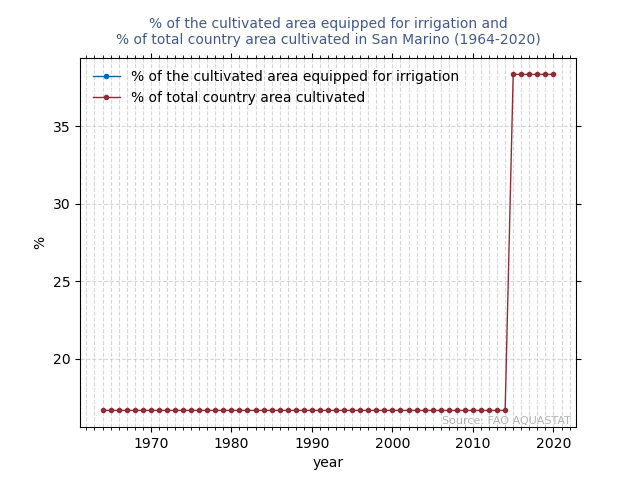 % of the cultivated area equipped for irrigation and
% of total country area cultivated in San Marino (1964-2020)
% of the cultivated area equipped for irrigation
% of total country area cultivated
35
30
25
20
%
Source: FAO AQUASTAT
1970 1980 1990 2000 2010 2020
year